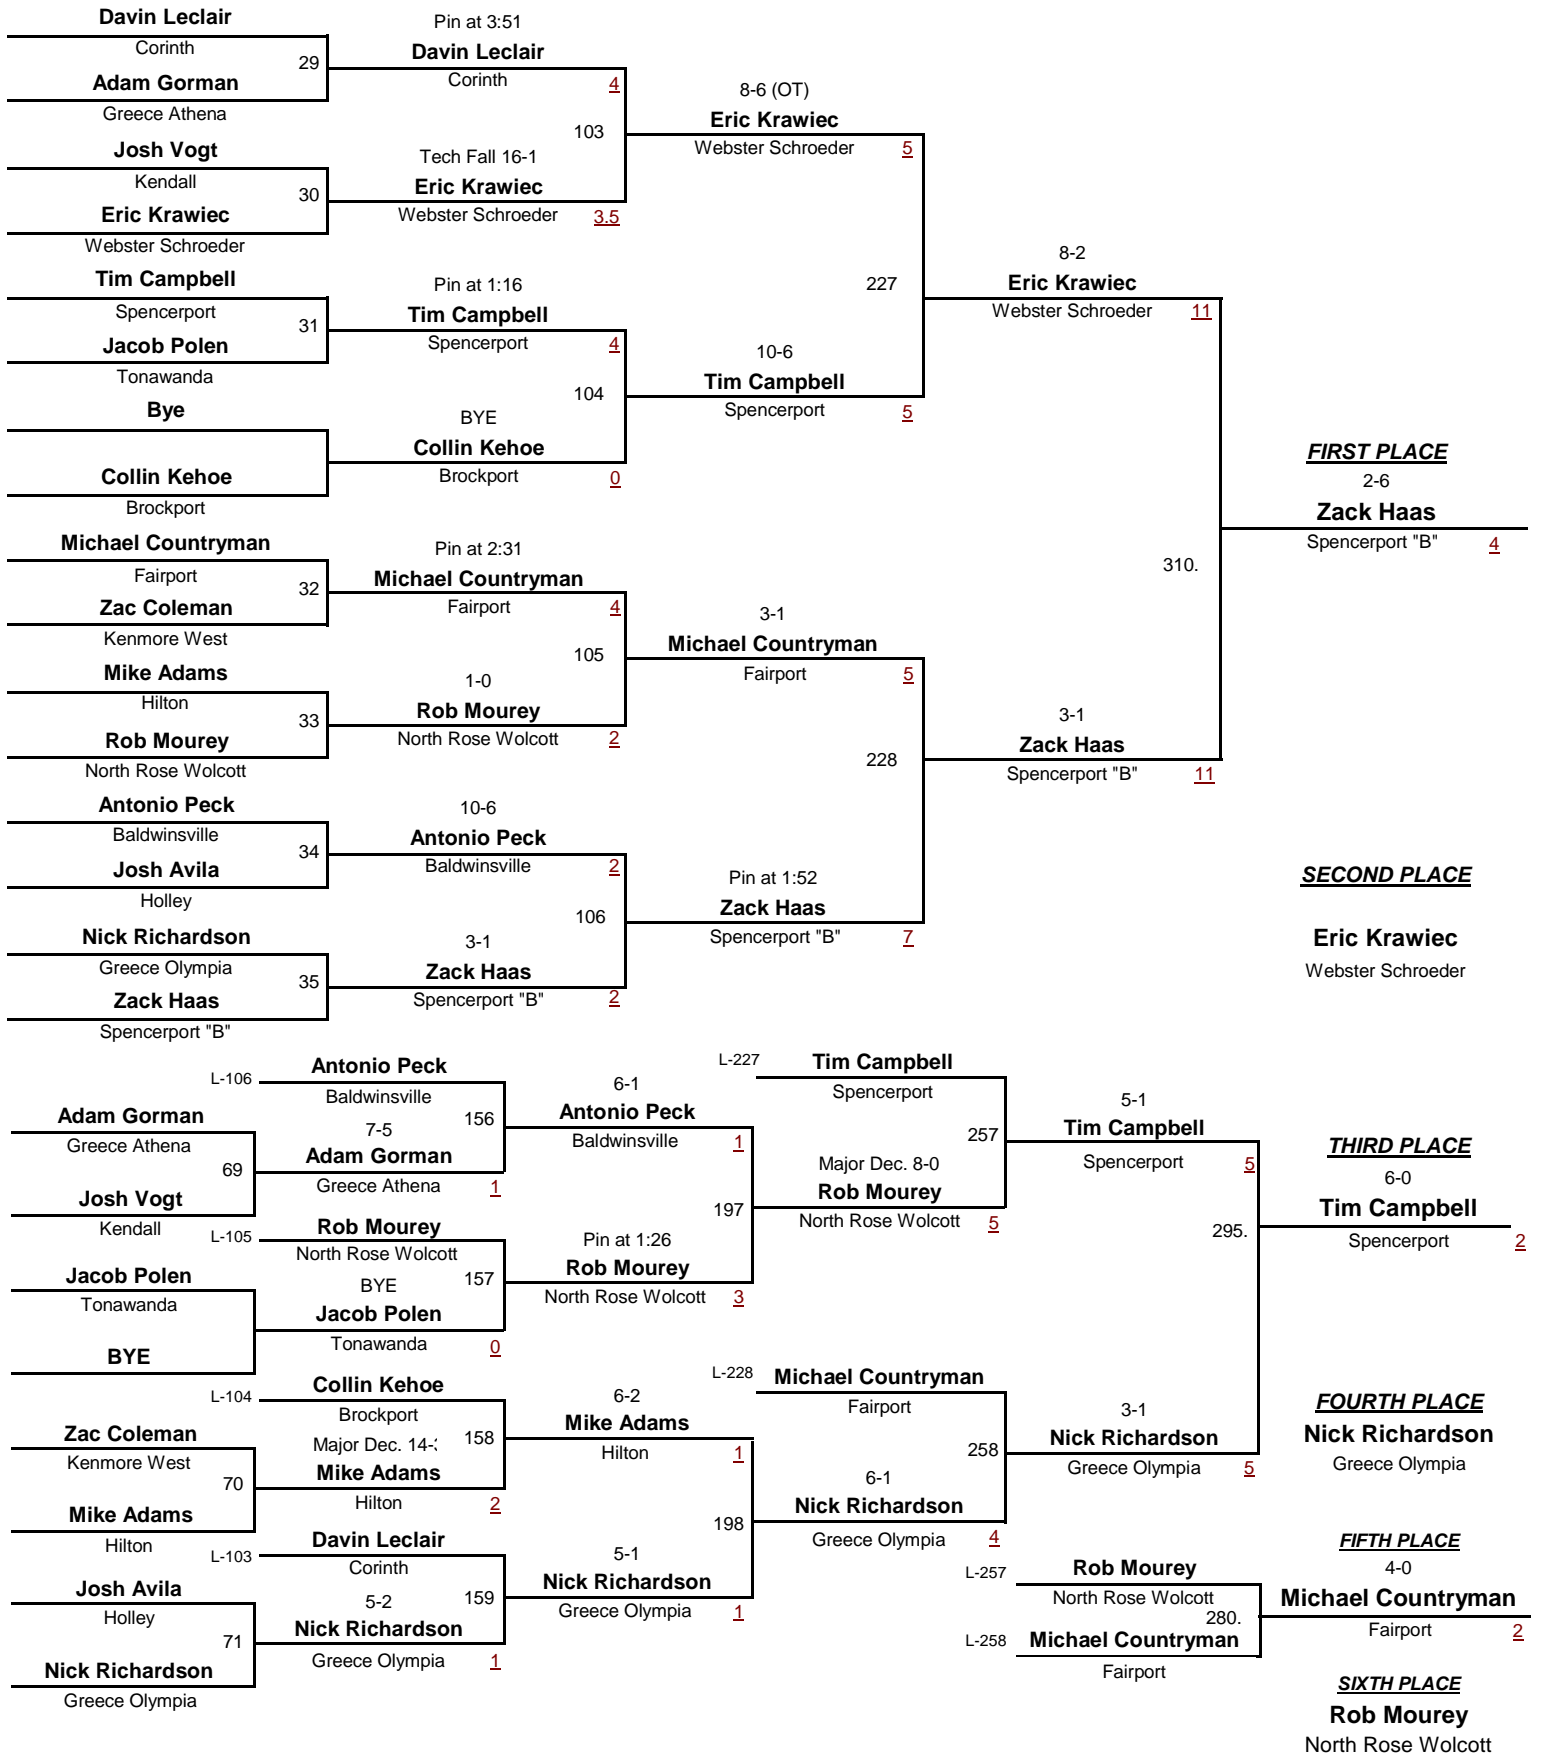 Davin Leclair
Corinth
29
Adam Gorman
Greece Athena
Josh Vogt
Kendall
30
Eric Krawiec
Webster Schroeder
Tim Campbell
Spencerport
31
Jacob Polen
Tonawanda
Bye
Collin Kehoe
Brockport
Michael Countryman
Fairport
32
Zac Coleman
Kenmore West
Mike Adams
Hilton
33
Rob Mourey
North Rose Wolcott
Antonio Peck
Baldwinsville
34
Josh Avila
Holley
Nick Richardson
Greece Olympia
35
Zack Haas
Spencerport "B"
Pin at 3:51
Davin Leclair
Corinth 4
103
Tech Fall 16-1
Eric Krawiec
Webster Schroeder 3.5
Pin at 1:16
Tim Campbell
Spencerport 4
104
BYE
Collin Kehoe
Brockport 0
Pin at 2:31
Michael Countryman
Fairport 4
105
1-0
Rob Mourey
North Rose Wolcott 2
10-6
Antonio Peck
Baldwinsville 2
106
3-1
Zack Haas
Spencerport "B" 2
8-6 (OT)
Eric Krawiec
Webster Schroeder 5
227
10-6
Tim Campbell
Spencerport 5
3-1
Michael Countryman
Fairport 5
228
Pin at 1:52
Zack Haas
Spencerport "B" 7
8-2
Eric Krawiec
Webster Schroeder 11
310.
3-1
Zack Haas
Spencerport "B" 11
FIRST PLACE
2-6
Zack Haas
Spencerport "B" 4
SECOND PLACE
Eric Krawiec
Webster Schroeder
Adam Gorman
Greece Athena
69
Josh Vogt
Kendall
Jacob Polen
Tonawanda
BYE
Zac Coleman
Kenmore West
70
Mike Adams
Hilton
Josh Avila
Holley
71
Nick Richardson
Greece Olympia
L-106
Antonio Peck
Baldwinsville
156
7-5
Adam Gorman
Greece Athena 1
L-105
Rob Mourey
North Rose Wolcott
157
BYE
Jacob Polen
Tonawanda 0
L-104
Collin Kehoe
Brockport
158
Major Dec. 14-
Mike Adams
Hilton 2
L-103
Davin Leclair
Corinth
159
5-2
Nick Richardson
Greece Olympia 1
6-1
Antonio Peck
Baldwinsville 1
197
Pin at 1:26
Rob Mourey
North Rose Wolcott 3
6-2
Mike Adams
Hilton 1
198
5-1
Nick Richardson
Greece Olympia 1
L-227
Tim Campbell
Spencerport
257
Major Dec. 8-0
Rob Mourey
North Rose Wolcott 5
L-228
Michael Countryman
Fairport
258
6-1
Nick Richardson
Greece Olympia 4
5-1
Tim Campbell
Spencerport 5
295.
3-1
Nick Richardson
Greece Olympia 5
THIRD PLACE
6-0
Tim Campbell
Spencerport 2
FOURTH PLACE
Nick Richardson
Greece Olympia
L-257
Rob Mourey
North Rose Wolcott
280.
L-258
Michael Countryman
Fairport
FIFTH PLACE
4-0
Michael Countryman
Fairport 2
SIXTH PLACE
Rob Mourey
North Rose Wolcott